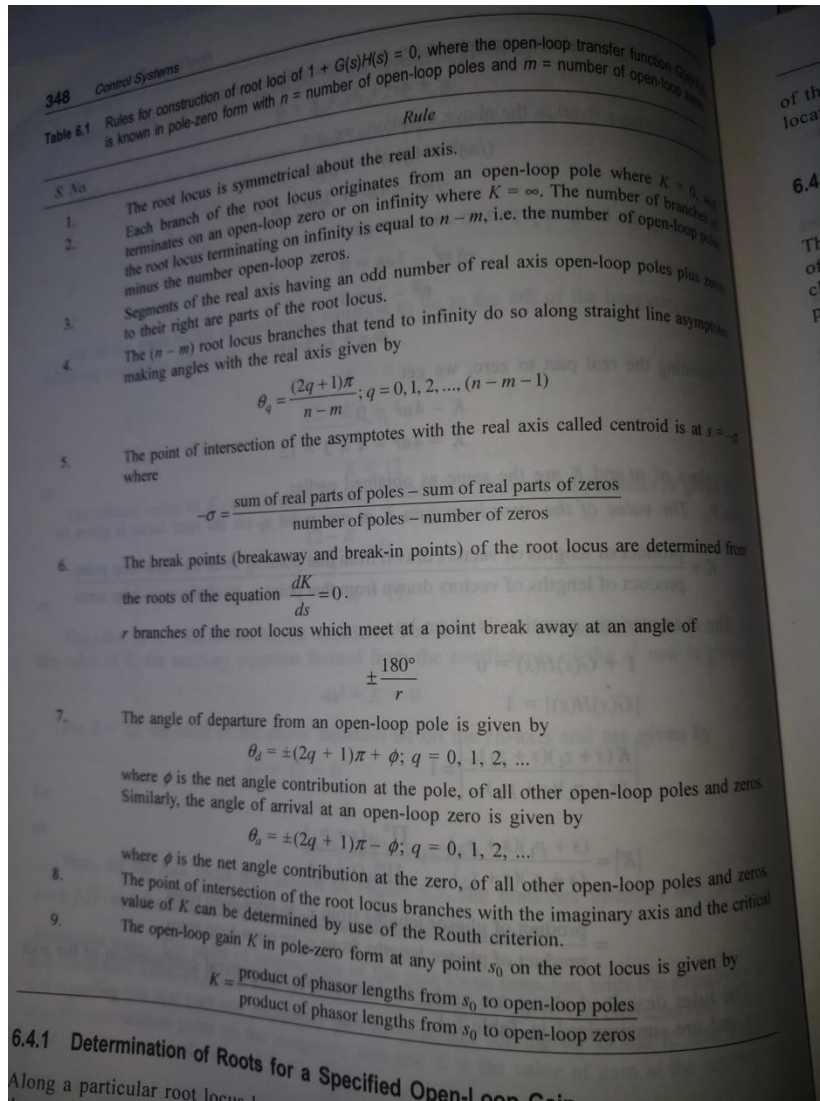 348 Control Systems
Table 6.1 Rules for construction of root loci of 1 + G(s)H(s) = 0, where the open-loop transfer function
is known in pole-zero form with n = number of open-loop poles and m = number of open-loop
S. No. Rule
1. The root locus is symmetrical about the real axis.
2. Each branch of the root locus originates from an open-loop pole where K = 0,
terminates on an open-loop zero or on infinity where K = ∞. The number of branches
the root locus terminating on infinity is equal to n – m, i.e. the number of open-loop
minus the number open-loop zeros.
3. Segments of the real axis having an odd number of real axis open-loop poles plus
to their right are parts of the root locus.
4. The (n – m) root locus branches that tend to infinity do so along straight line asymptotes
making angles with the real axis given by
θq = (2q + 1)π / n – m ; q = 0, 1, 2, ..., (n – m – 1)
5. The point of intersection of the asymptotes with the real axis called centroid is at s = –σ
where
–σ = sum of real parts of poles – sum of real parts of zeros / number of poles – number of zeros
6. The break points (breakaway and break-in points) of the root locus are determined from
the roots of the equation dK/ds = 0.
r branches of the root locus which meet at a point break away at an angle of
± 180° / r
7. The angle of departure from an open-loop pole is given by
θd = ±(2q + 1)π + φ; q = 0, 1, 2, ...
where φ is the net angle contribution at the pole, of all other open-loop poles and zeros.
Similarly, the angle of arrival at an open-loop zero is given by
θa = ±(2q + 1)π – φ; q = 0, 1, 2, ...
where φ is the net angle contribution at the zero, of all other open-loop poles and zeros.
8. The point of intersection of the root locus branches with the imaginary axis and the critical
value of K can be determined by use of the Routh criterion.
9. The open-loop gain K in pole-zero form at any point s0 on the root locus is given by
K = product of phasor lengths from s0 to open-loop poles / product of phasor lengths from s0 to open-loop zeros
6.4.1 Determination of Roots for a Specified Open-Loop Gain
Along a particular root locus
of th
loca
6.4
Th
of
cl
p